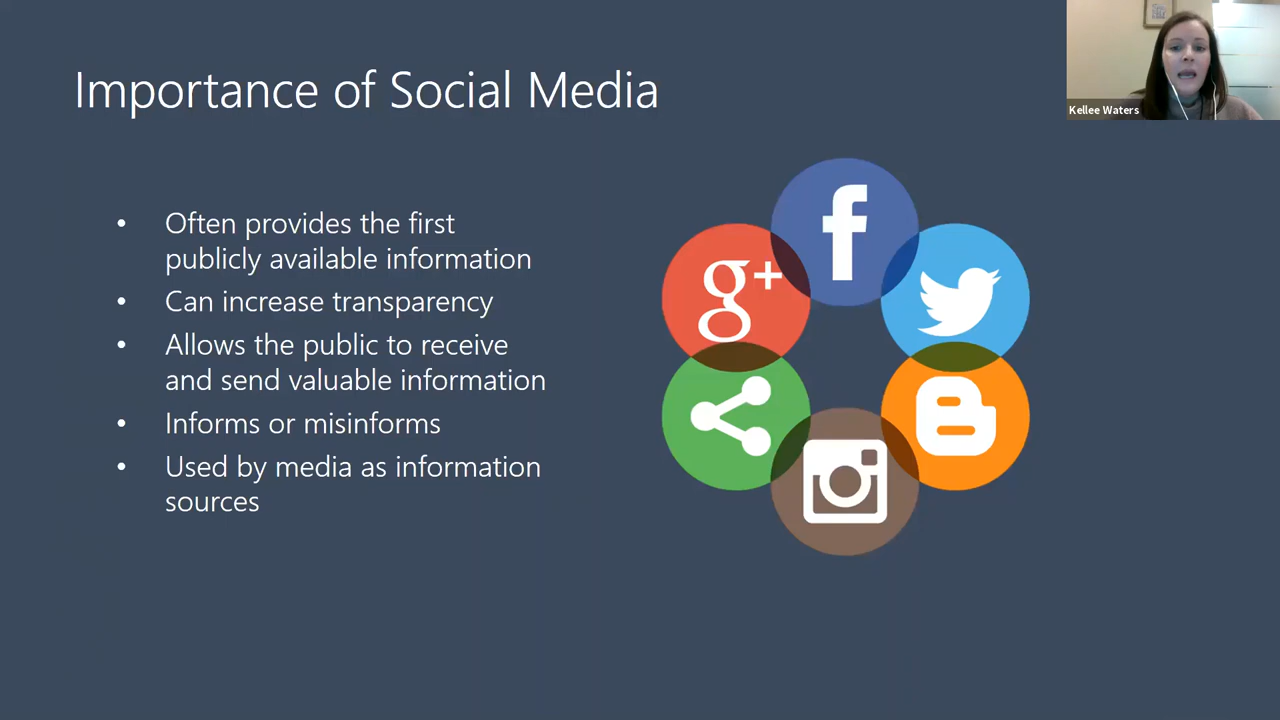 Importance of Social Media
Kellee Waters
• Often provides the first
publicly available information
• Can increase transparency
• Allows the public to receive
and send valuable information
• Informs or misinforms
• Used by media as information
sources
f
g+
B